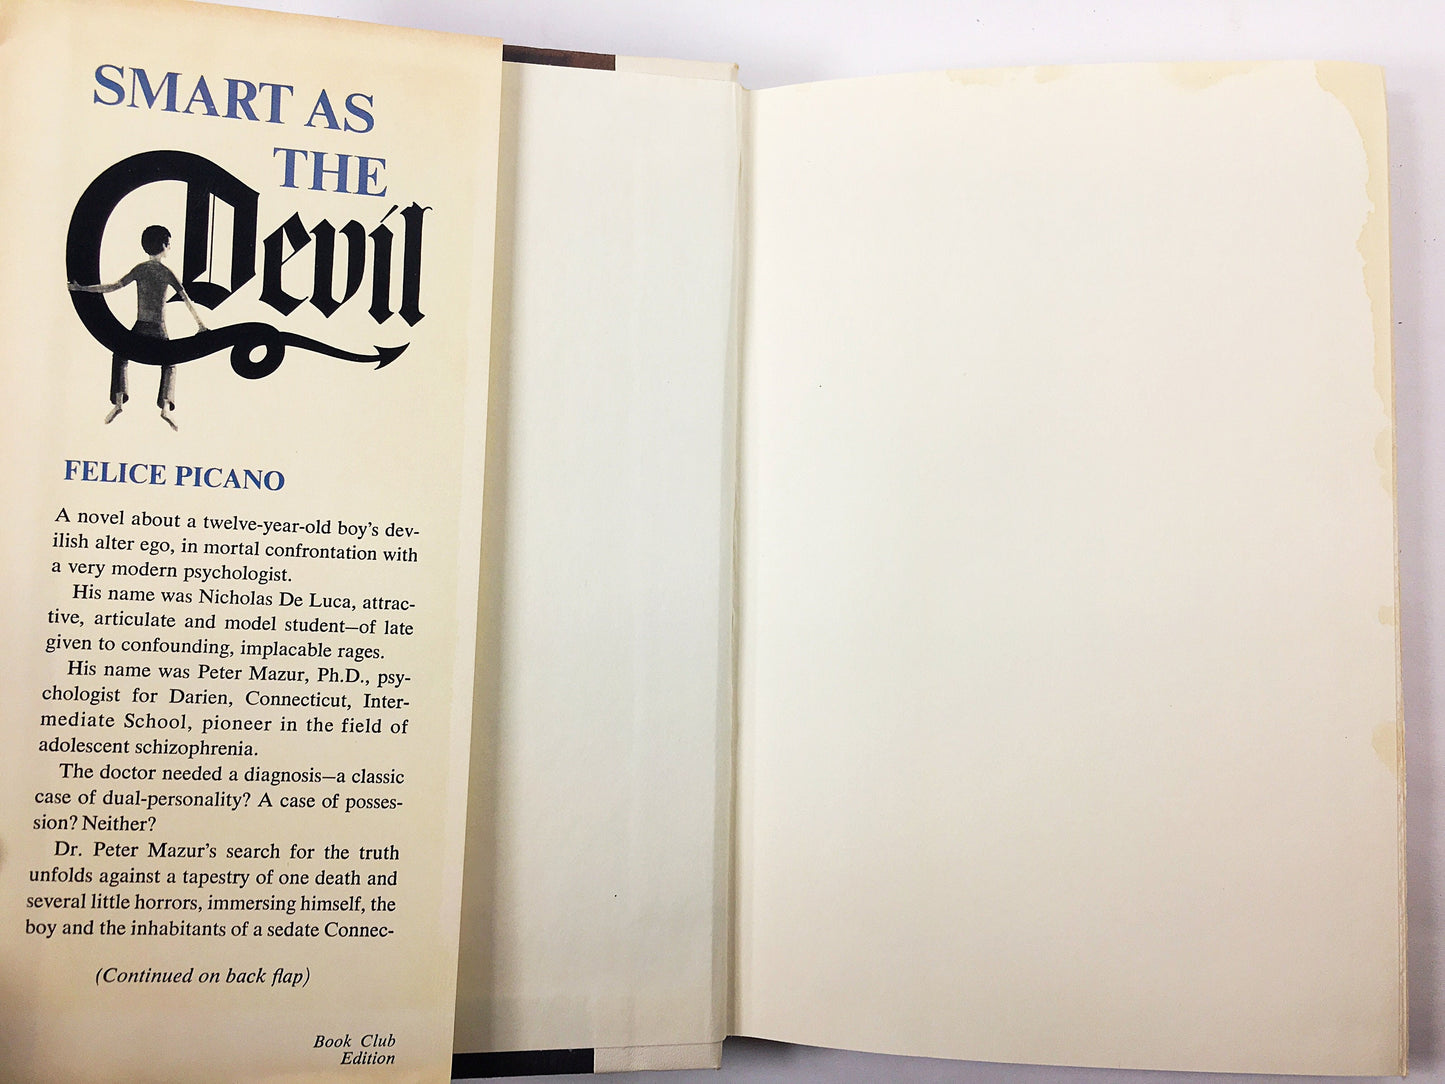 SMART AS
THE
Devil
FELICE PICANO
A novel about a twelve-year-old boy's dev-
ilish alter ego, in mortal confrontation with
a very modern psychologist.
His name was Nicholas De Luca, attrac-
tive, articulate and model student—of late
given to confounding, implacable rages.
His name was Peter Mazur, Ph.D., psy-
chologist for Darien, Connecticut, Inter-
mediate School, pioneer in the field of
adolescent schizophrenia.
The doctor needed a diagnosis—a classic
case of dual-personality? A case of posses-
sion? Neither?
Dr. Peter Mazur's search for the truth
unfolds against a tapestry of one death and
several little horrors, immersing himself, the
boy and the inhabitants of a sedate Connec-
(Continued on back flap)
Book Club
Edition